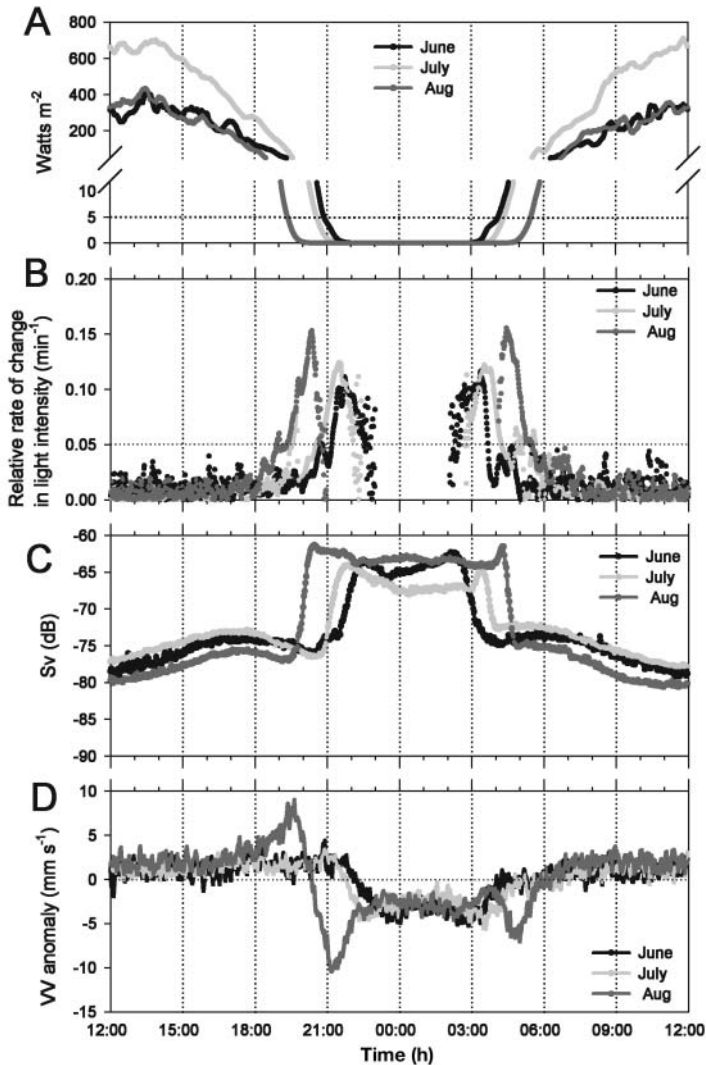 A
800
600
400
200
10
5
0
Watts m-2
June
July
Aug
B
0.20
0.15
0.10
0.05
0.00
Relative rate of change
in light intensity (min-1)
June
July
Aug
C
-60
-65
-70
-75
-80
-85
-90
Sv (dB)
June
July
Aug
D
10
5
0
-5
-10
-15
VV anomaly (mm s-1)
June
July
Aug
12:00 15:00 18:00 21:00 00:00 03:00 06:00 09:00 12:00
Time (h)